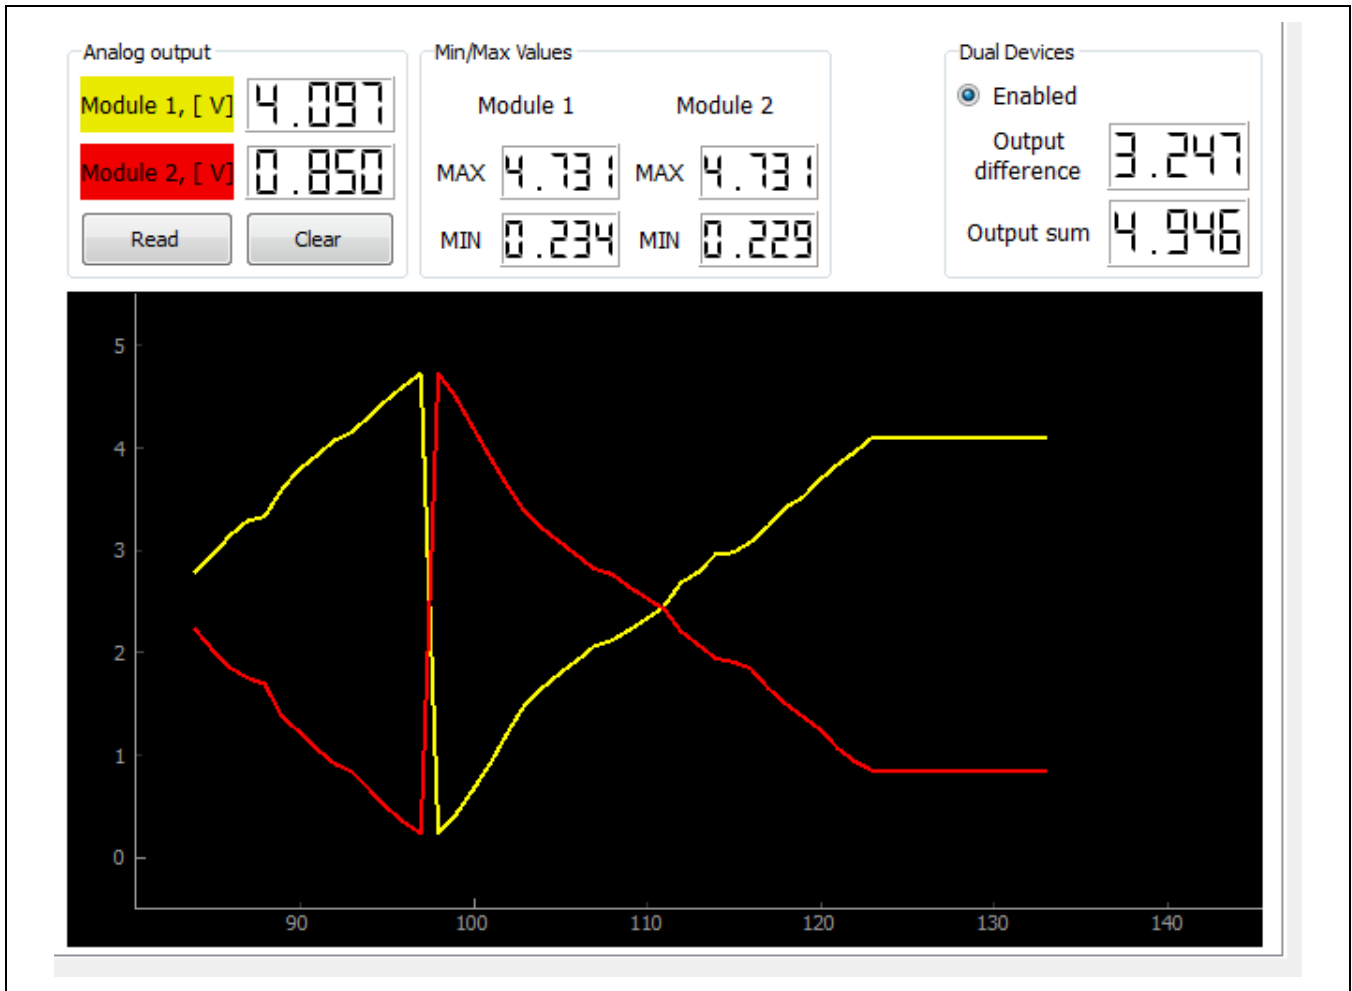 Analog output
Module 1, [ V] 4.097
Module 2, [ V] 0.850
Read Clear
Min/Max Values
Module 1 Module 2
MAX 4.731 MAX 4.731
MIN 0.234 MIN 0.229
Dual Devices
Enabled
Output
difference 3.247
Output sum 4.946
5
4
3
2
1
0
90 100 110 120 130 140